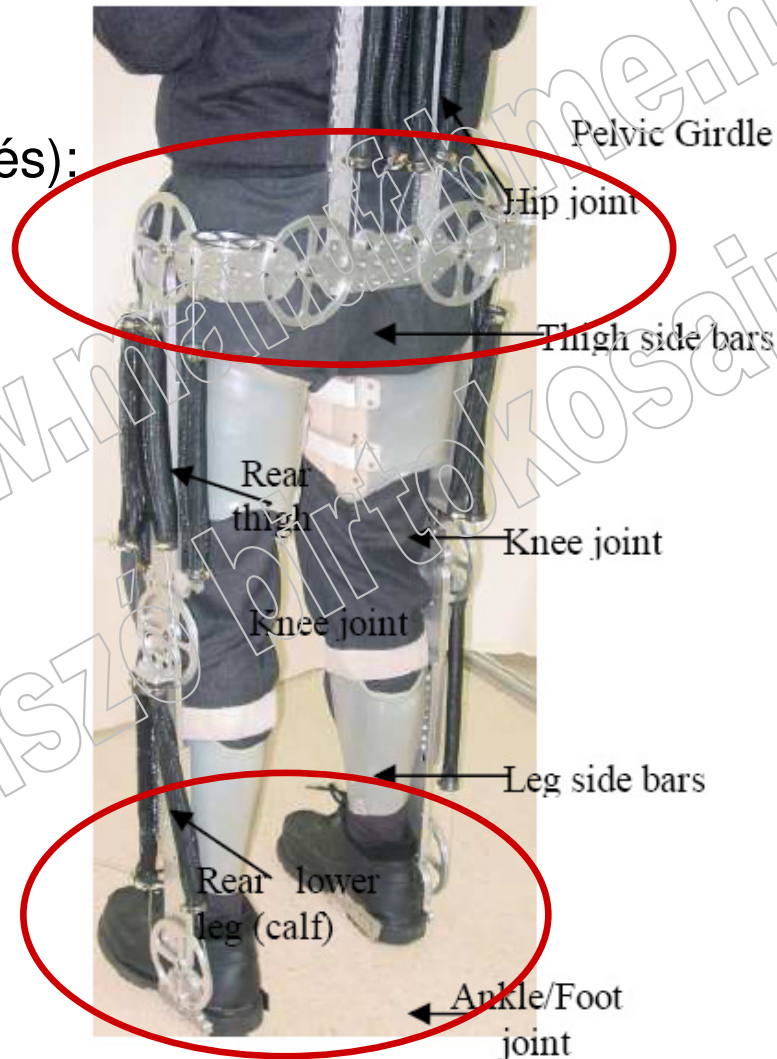 és):
Pelvic Girdle
Hip joint
Thigh side bars
Rear
thigh
Knee joint
Knee joint
Leg side bars
Rear lower
leg (calf)
Ankle/Foot
joint